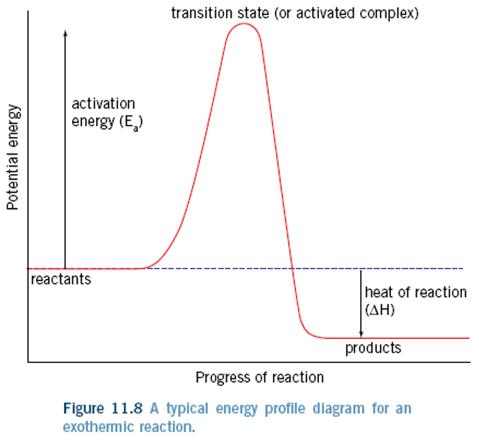 transition state (or activated complex)
activation
energy (Ea)
Potential energy
reactants
heat of reaction
(ΔH)
products
Progress of reaction
Figure 11.8 A typical energy profile diagram for an
exothermic reaction.